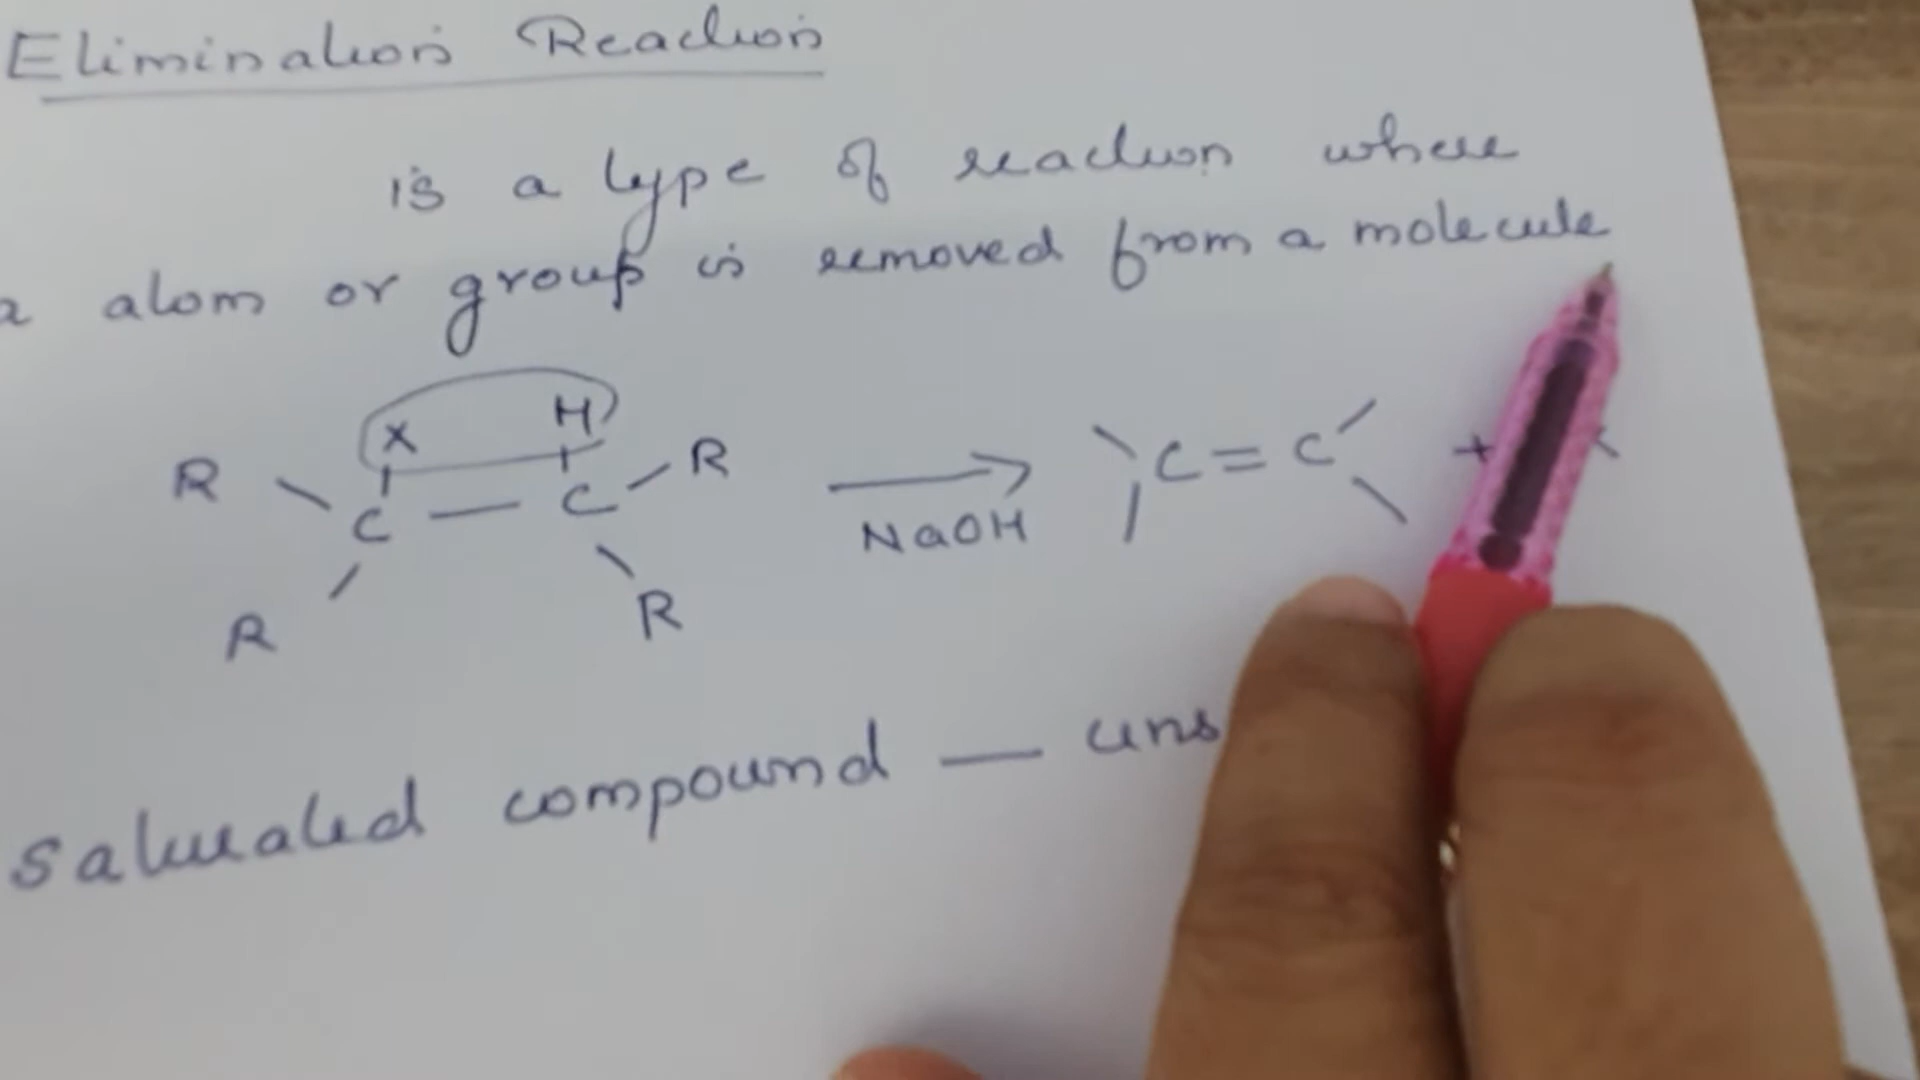 Elimination Reaction
is a type of reaction where
a atom or group is removed from a molecule
X H
R C — C R
R R
NaOH
C = C +
saturated compound — uns